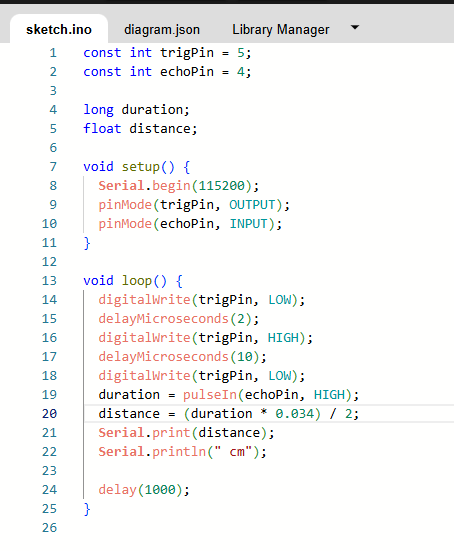 sketch.ino diagram.json Library Manager
1 const int trigPin = 5;
2 const int echoPin = 4;
3
4 long duration;
5 float distance;
6
7 void setup() {
8   Serial.begin(115200);
9   pinMode(trigPin, OUTPUT);
10   pinMode(echoPin, INPUT);
11 }
12
13 void loop() {
14   digitalWrite(trigPin, LOW);
15   delayMicroseconds(2);
16   digitalWrite(trigPin, HIGH);
17   delayMicroseconds(10);
18   digitalWrite(trigPin, LOW);
19   duration = pulseIn(echoPin, HIGH);
20   distance = (duration * 0.034) / 2;
21   Serial.print(distance);
22   Serial.println(" cm");
23
24   delay(1000);
25 }
26